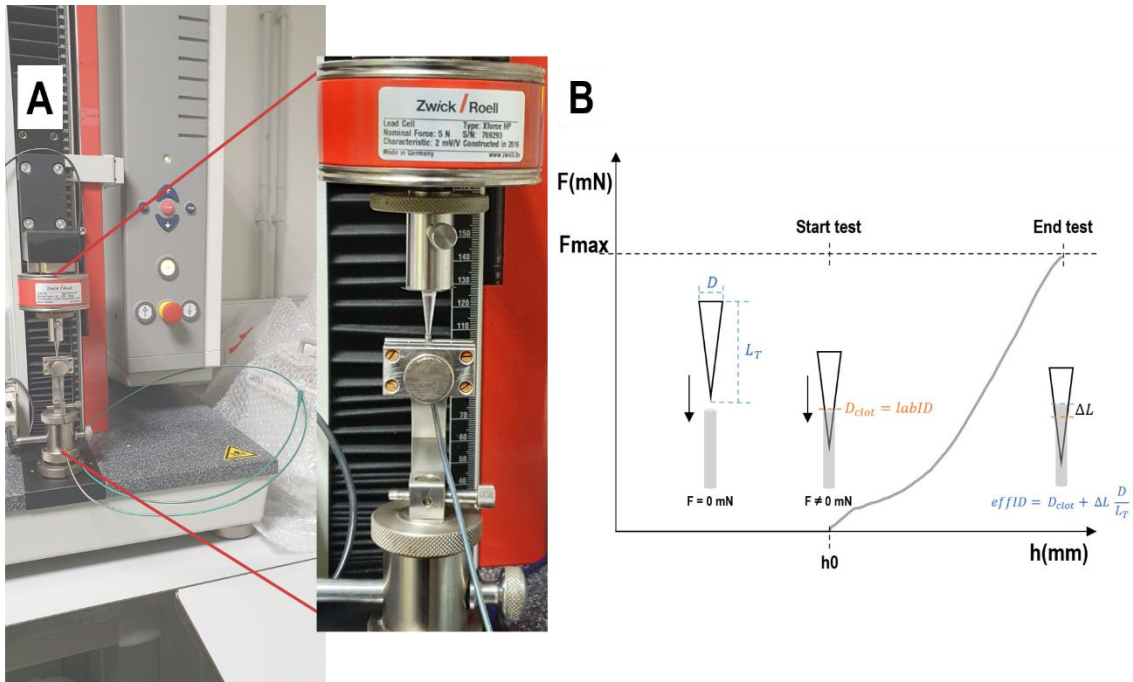 A
Zwick / Roell
Load Cell Type: Xforce HP
Nominal Force: 5 N S/N: 769293
Characteristic: 2 mV/V Constructed in 2016
Made in Germany www.zwick.de
150
140
130
120
110
70
60
50
40
Zwick / Roell
B
F(mN)
Fmax
Start test
End test
D
L_T
D_clot = labID
ΔL
F = 0 mN
F ≠ 0 mN
effID = D_clot + ΔL D/L_T
h0
h(mm)